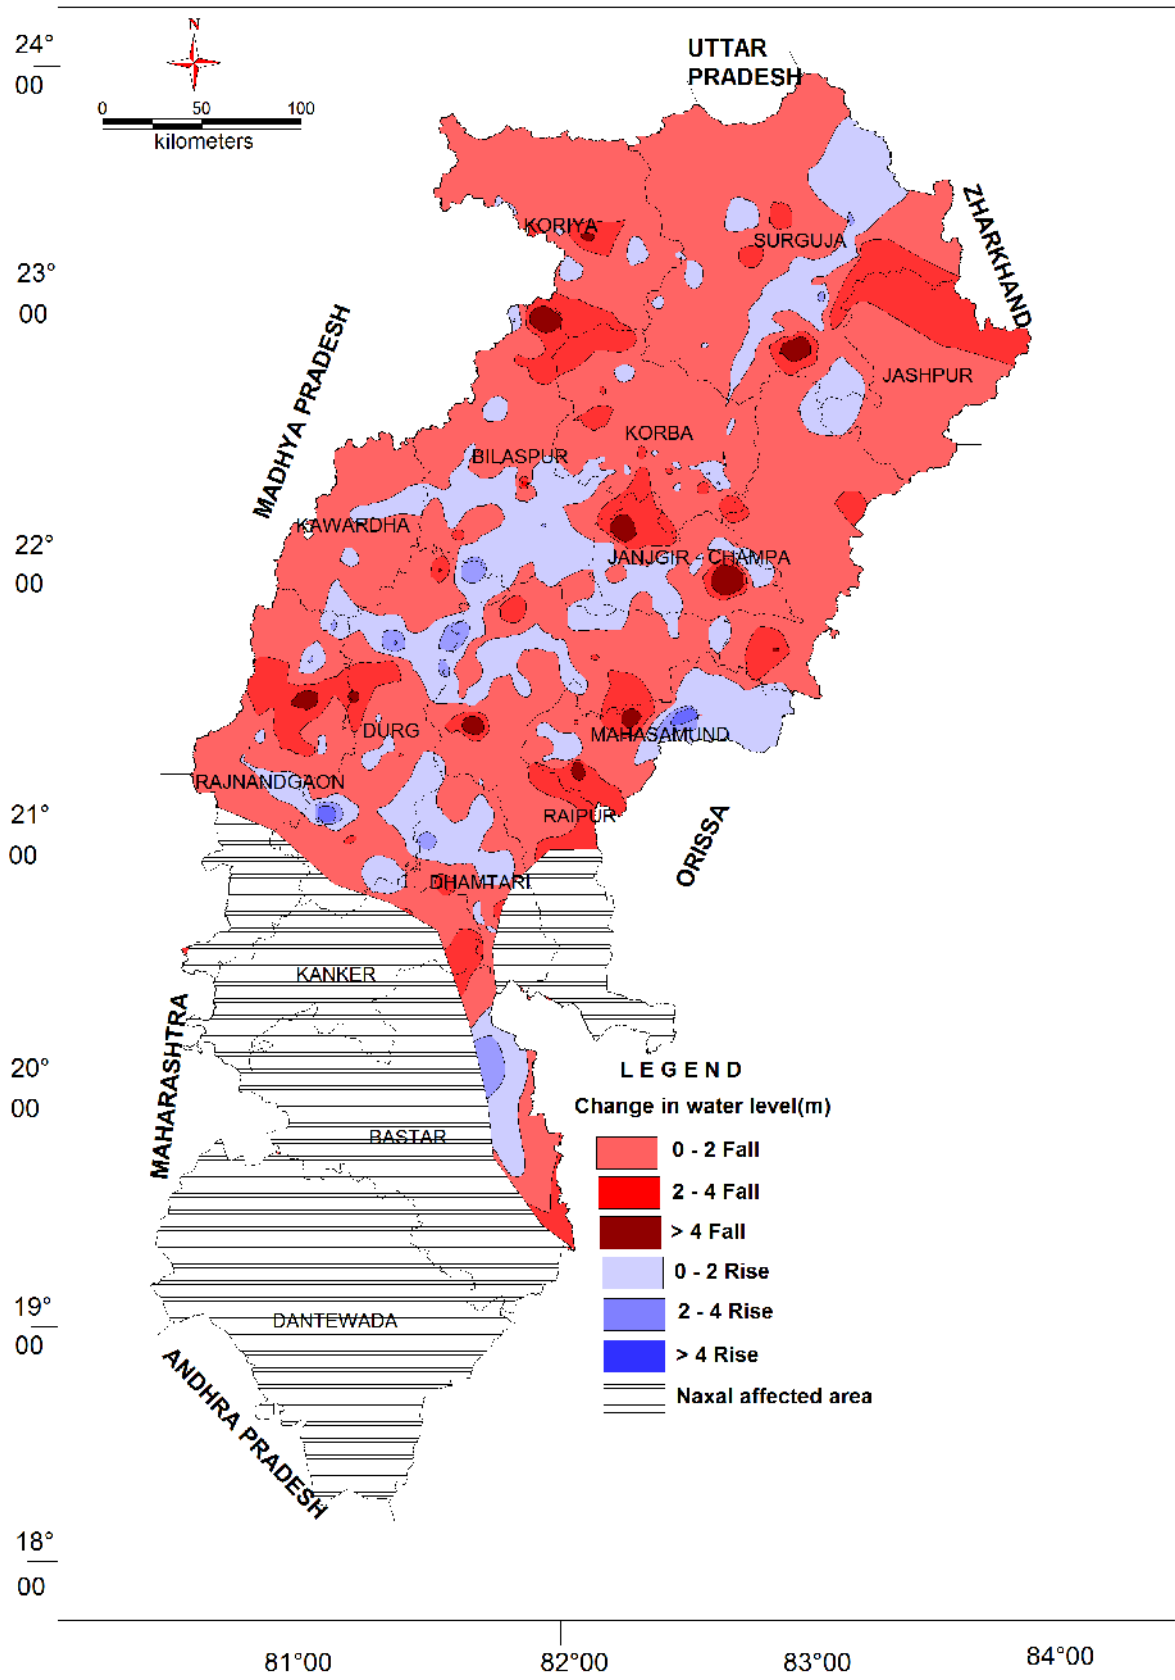 N
0 50 100
kilometers
24°
00
23°
00
22°
00
21°
00
20°
00
19°
00
18°
00
UTTAR
PRADESH
ZHARKHAND
MADHYA PRADESH
ORISSA
MAHARASHTRA
ANDHRA PRADESH
KORIYA
SURGUJA
JASHPUR
KORBA
BILASPUR
KAWARDHA
JANJGIR - CHAMPA
DURG
MAHASAMUND
RAJNANDGAON
RAIPUR
DHAMTARI
KANKER
BASTAR
DANTEWADA
L E G E N D
Change in water level(m)
0 - 2 Fall
2 - 4 Fall
> 4 Fall
0 - 2 Rise
2 - 4 Rise
> 4 Rise
Naxal affected area
81°00 82°00 83°00 84°00